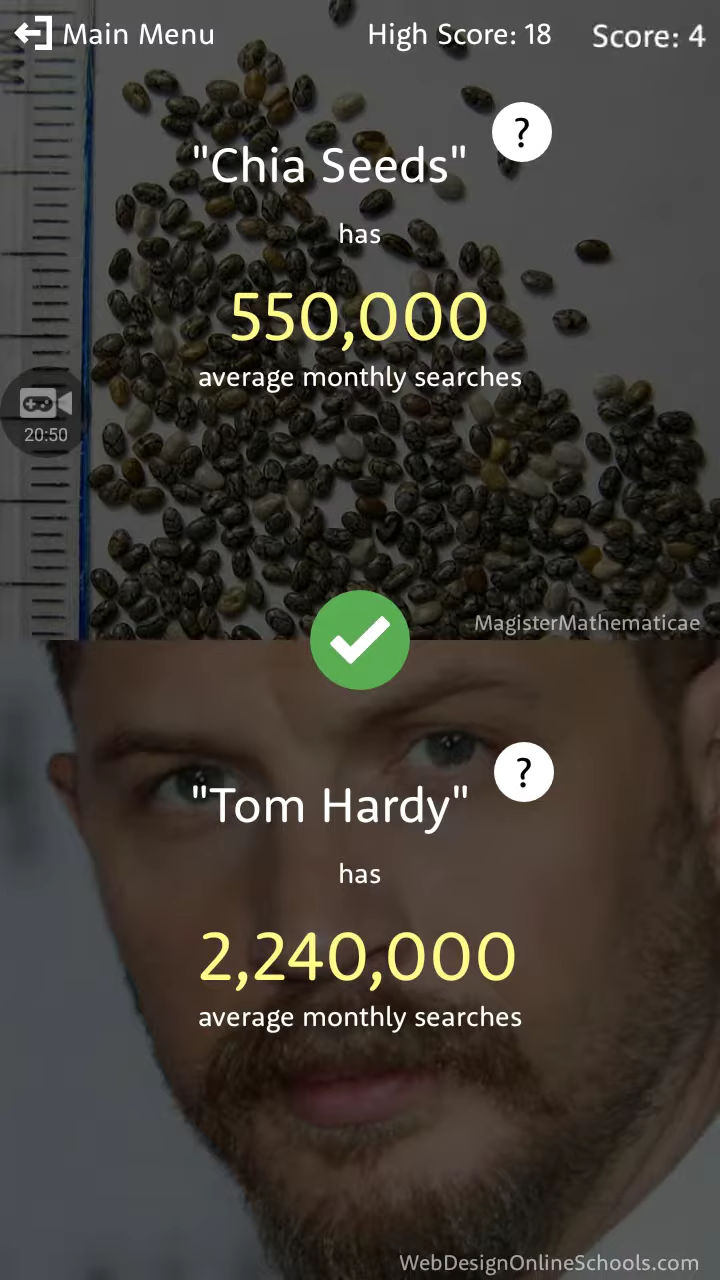 Main Menu
High Score: 18
Score: 4
"Chia Seeds"
?
has
550,000
average monthly searches
20:50
MagisterMathematicae
"Tom Hardy"
?
has
2,240,000
average monthly searches
WebDesignOnlineSchools.com